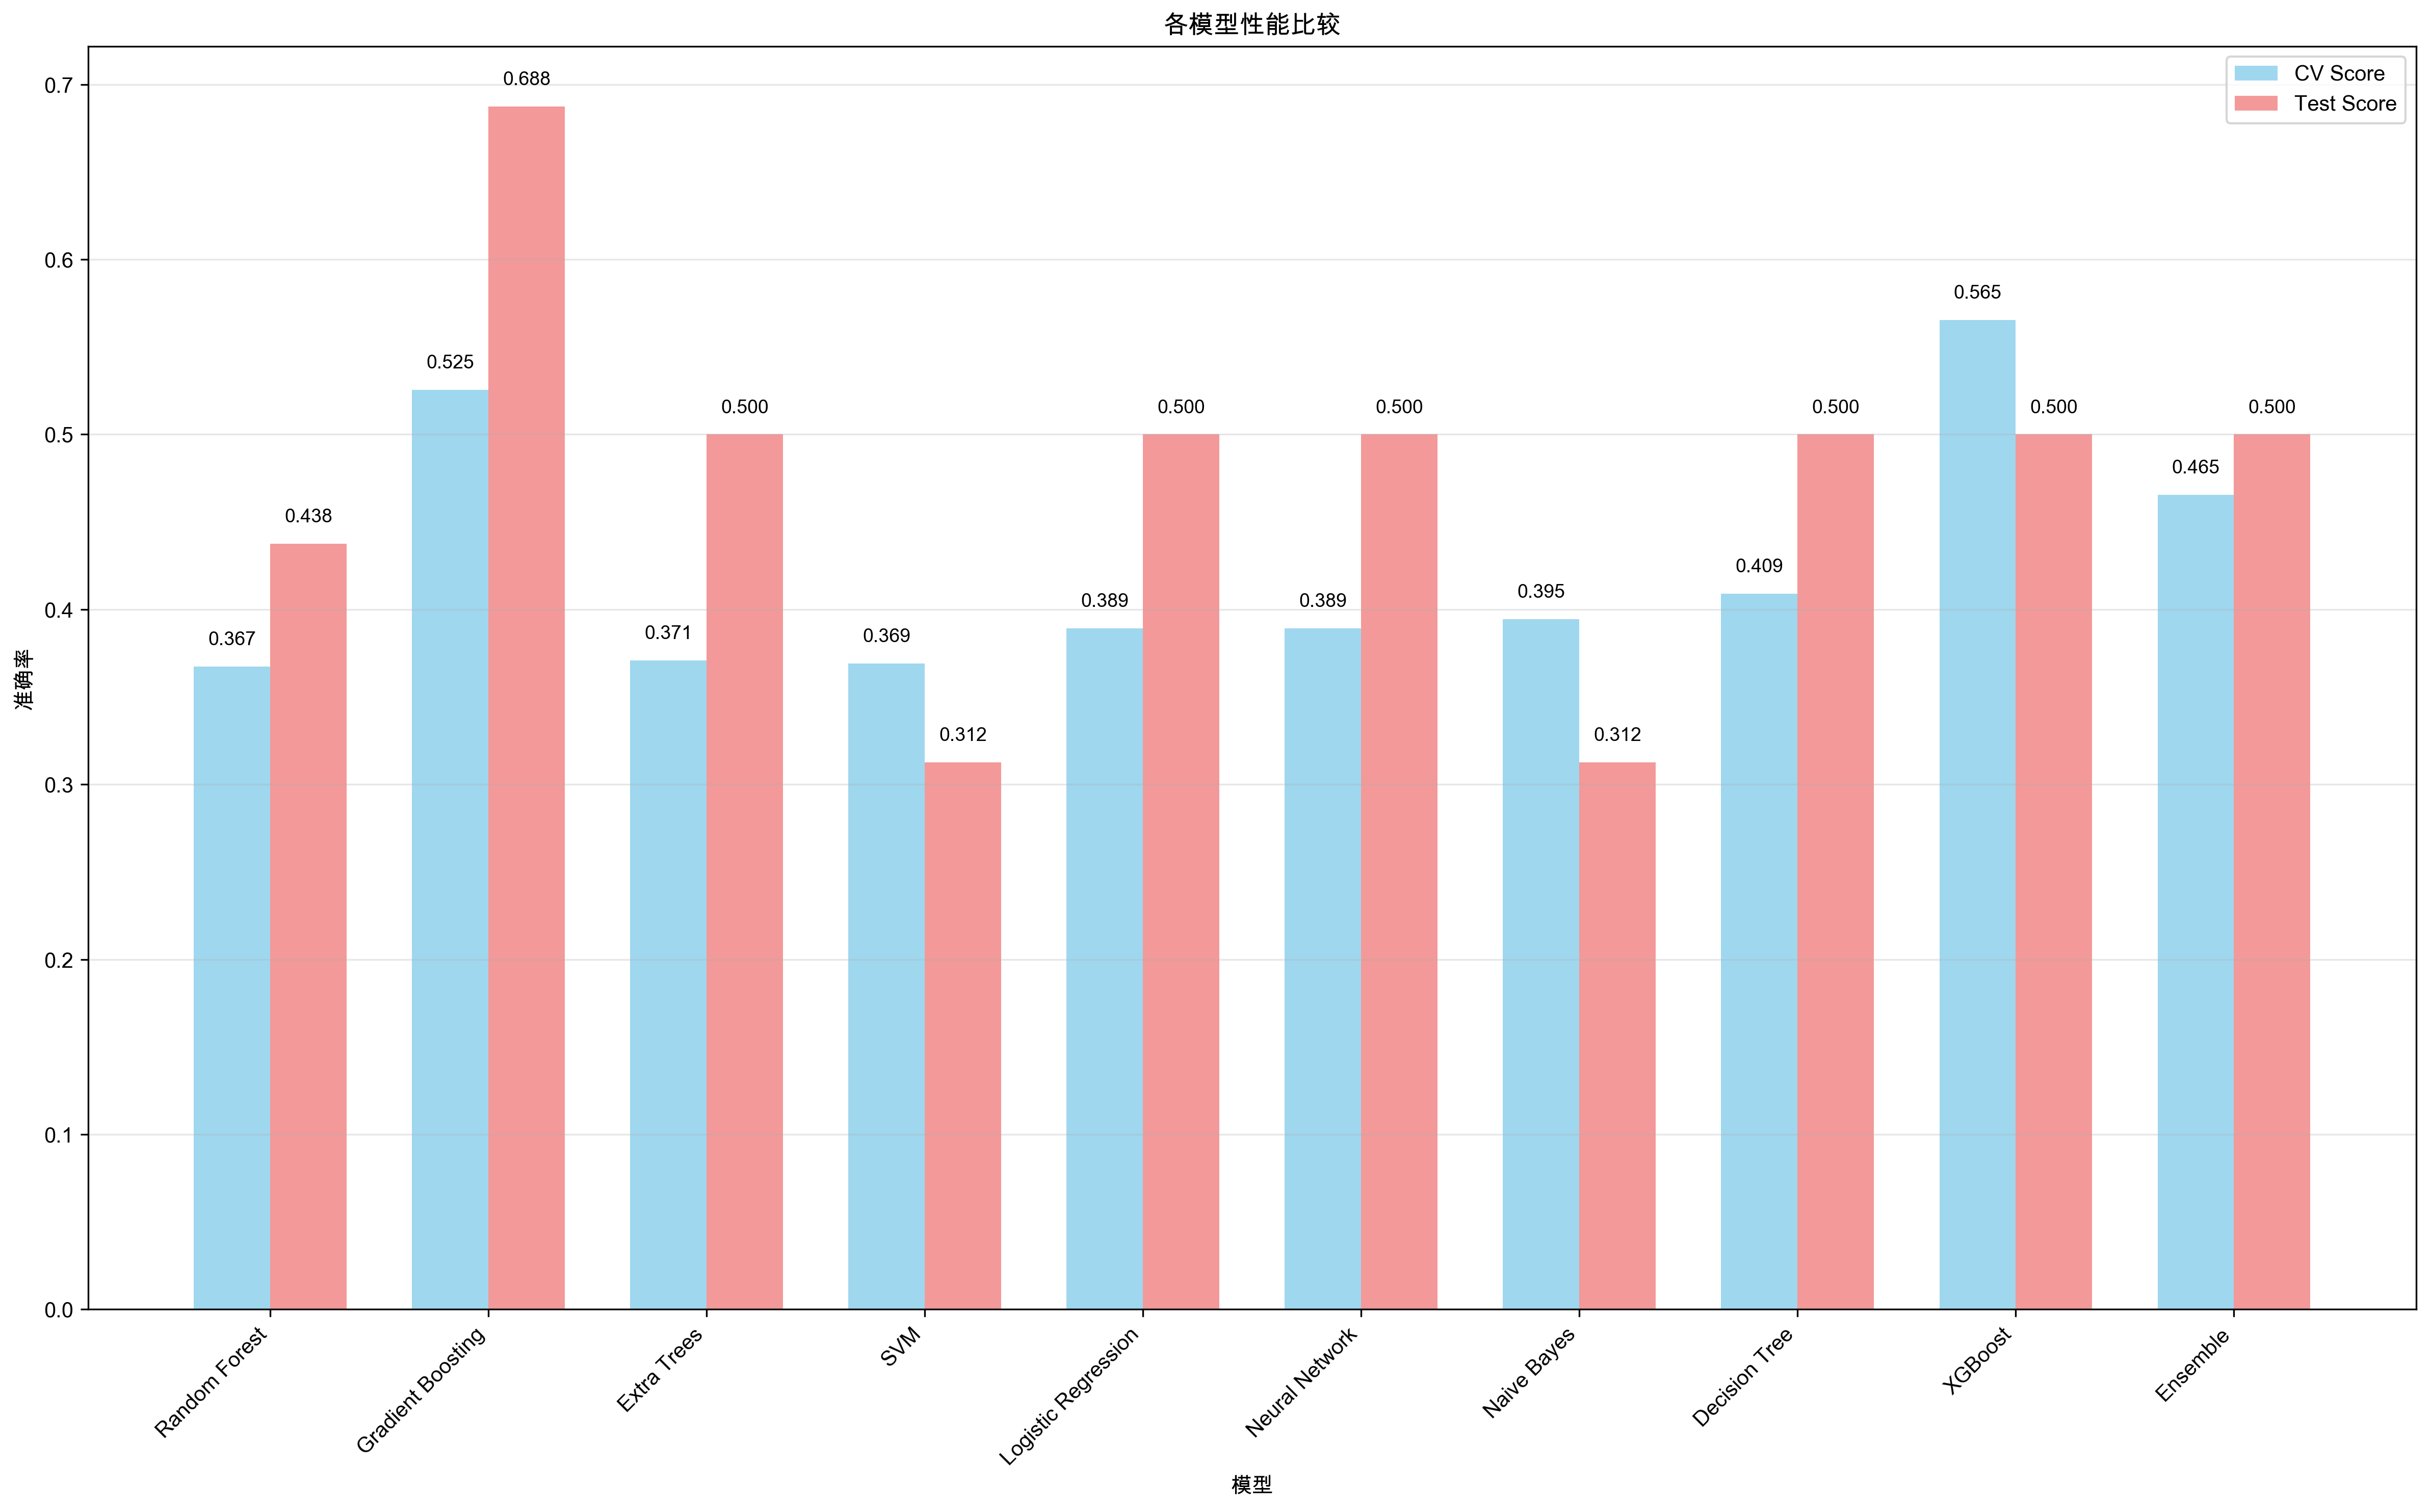 各模型性能比较
CV Score
Test Score
准确率
0.7
0.6
0.5
0.4
0.3
0.2
0.1
0.0
0.367
0.438
0.525
0.688
0.371
0.500
0.369
0.312
0.389
0.500
0.389
0.500
0.395
0.312
0.409
0.500
0.565
0.500
0.465
0.500
Random Forest
Gradient Boosting
Extra Trees
SVM
Logistic Regression
Neural Network
Naive Bayes
Decision Tree
XGBoost
Ensemble
模型